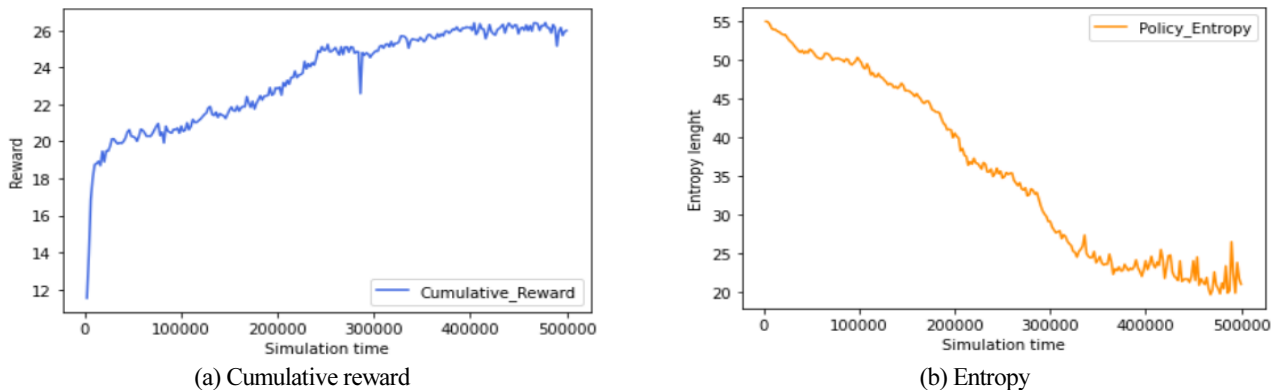 26
24
22
20
18
16
14
12
Reward
Cumulative_Reward
0 100000 200000 300000 400000 500000
Simulation time
(a) Cumulative reward
55
50
45
40
35
30
25
20
Entropy lenght
Policy_Entropy
0 100000 200000 300000 400000 500000
Simulation time
(b) Entropy